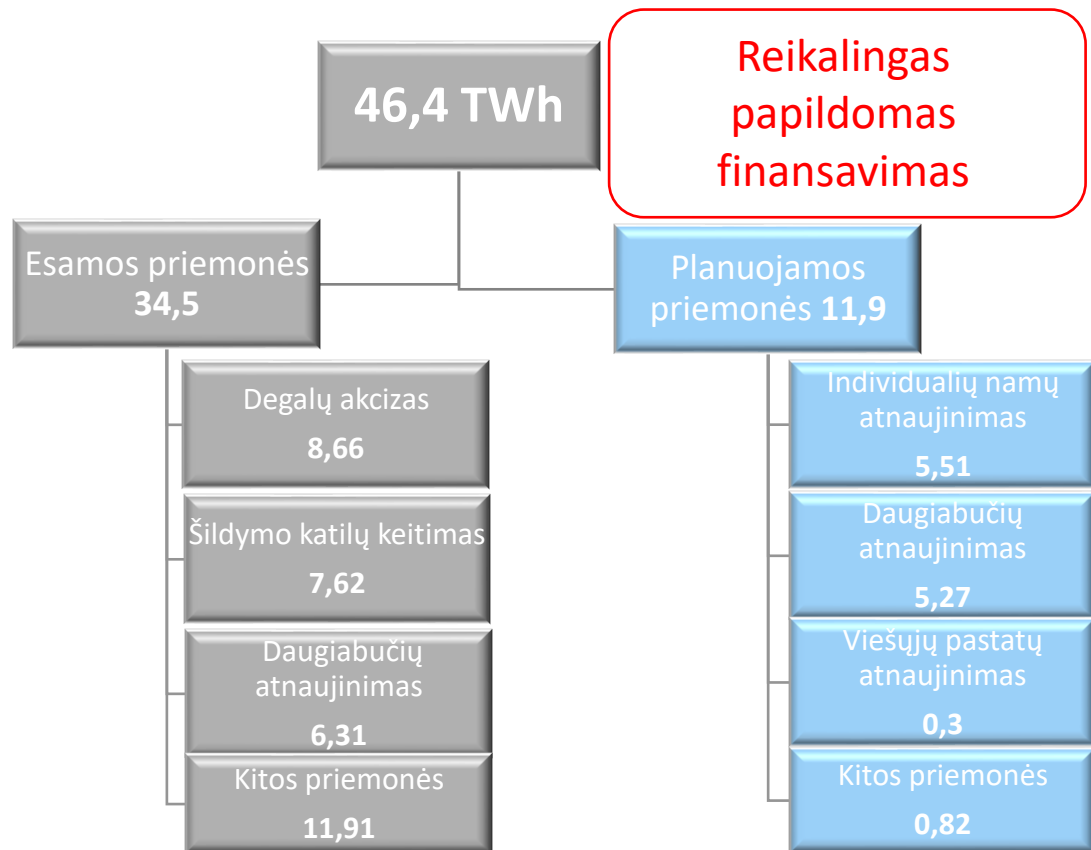 46,4 TWh
Reikalingas
papildomas
finansavimas
Esamos priemonės
34,5
Degalų akcizas
8,66
Šildymo katilų keitimas
7,62
Daugiabučių
atnaujinimas
6,31
Kitos priemonės
11,91
Planuojamos
priemonės 11,9
Individualių namų
atnaujinimas
5,51
Daugiabučių
atnaujinimas
5,27
Viešųjų pastatų
atnaujinimas
0,3
Kitos priemonės
0,82